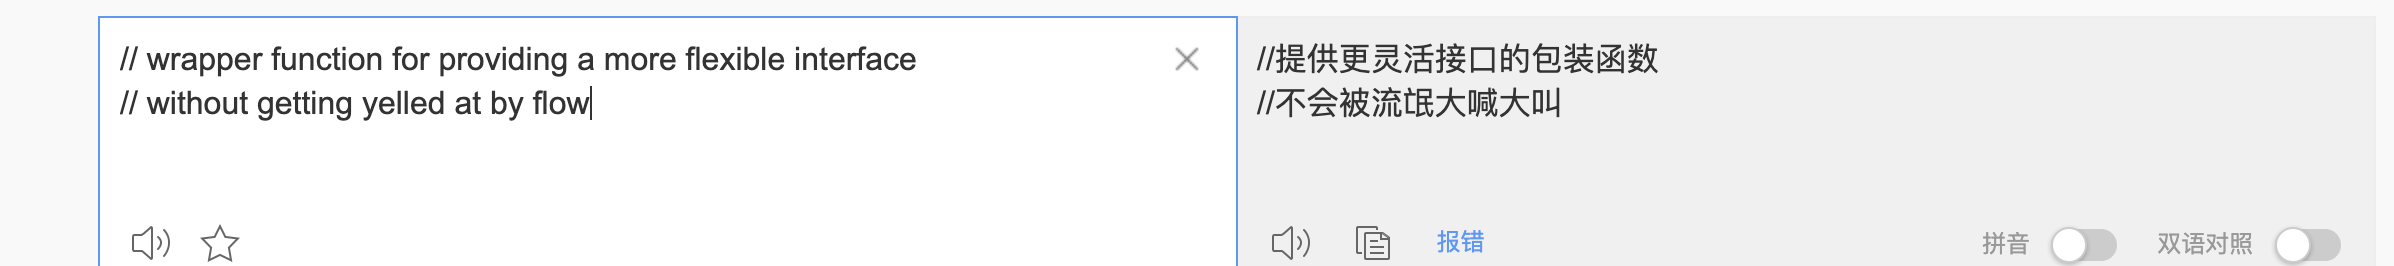 // wrapper function for providing a more flexible interface
// without getting yelled at by flow
//提供更灵活接口的包装函数
//不会被流氓大喊大叫
报错
拼音
双语对照